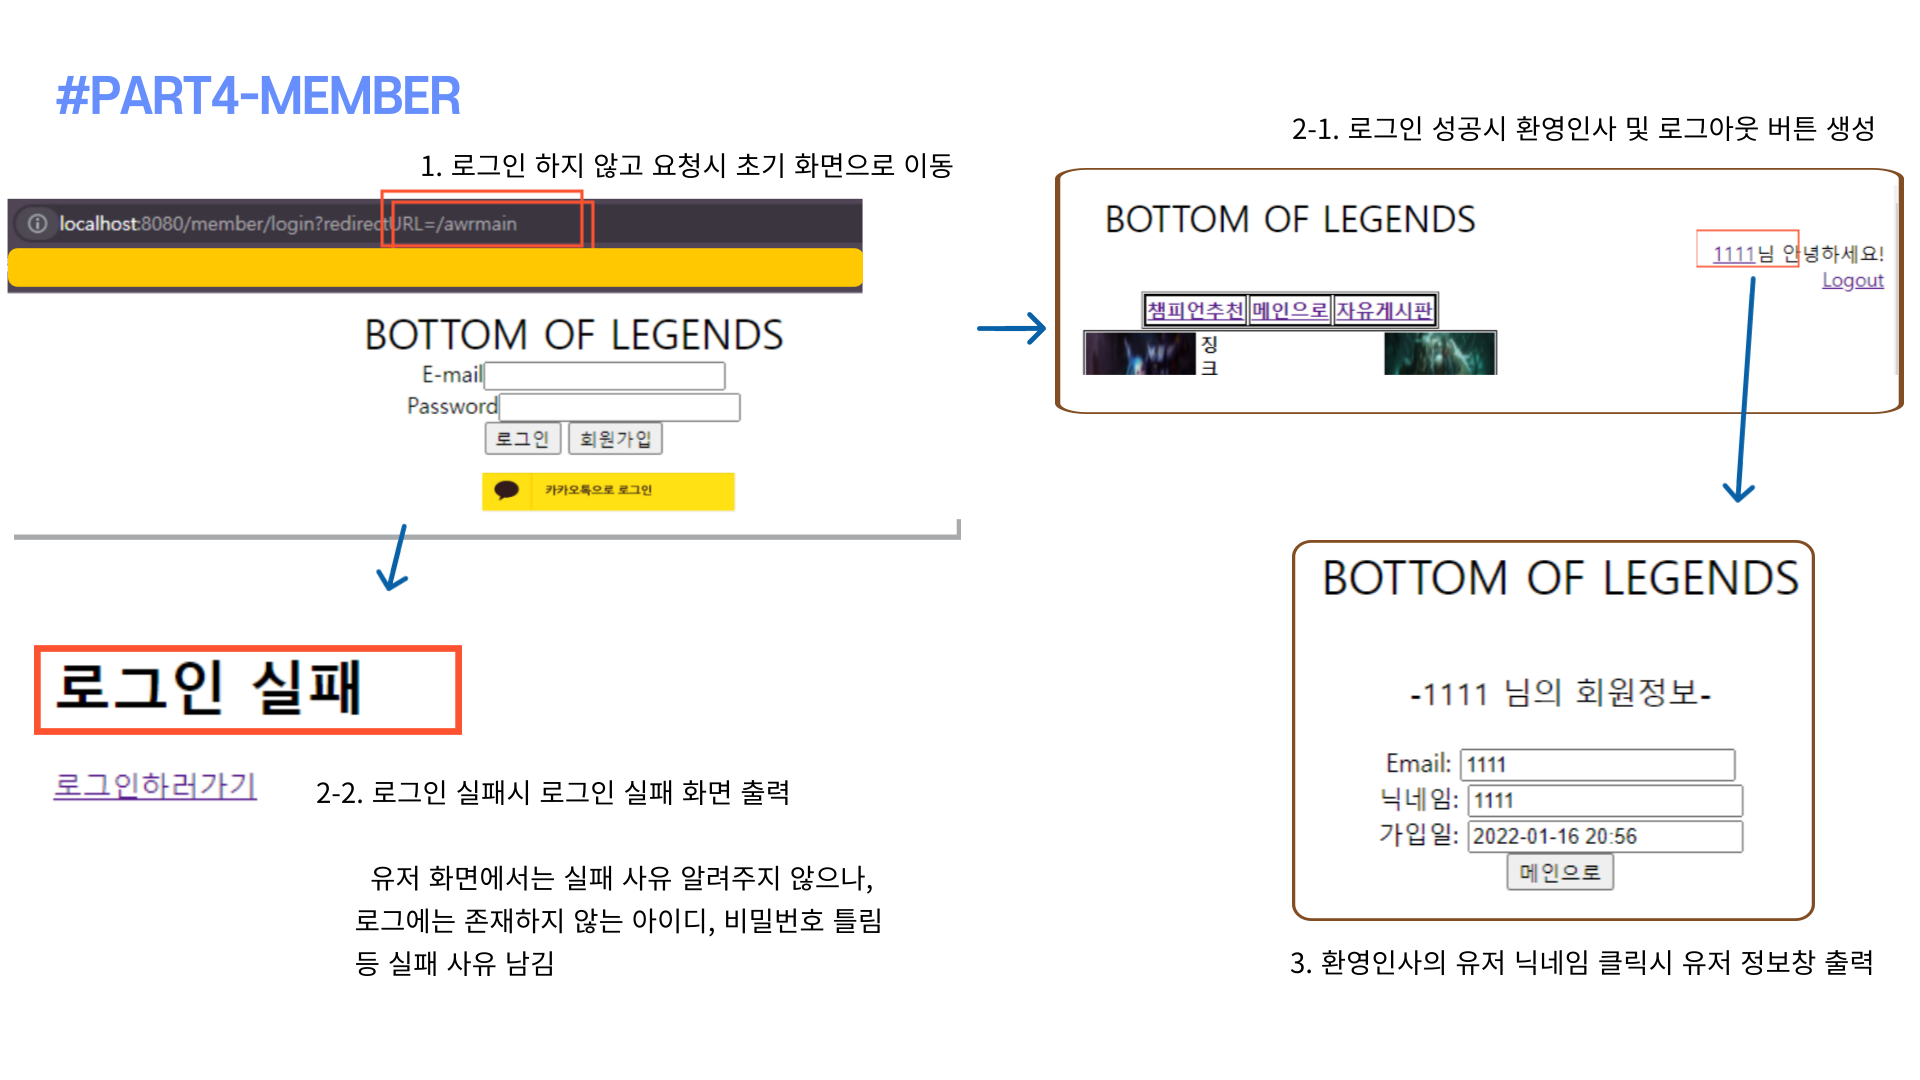 #PART4-MEMBER
1. 로그인 하지 않고 요청시 초기 화면으로 이동
localhost:8080/member/login?redirectURL=/awrmain
BOTTOM OF LEGENDS
E-mail
Password
로그인 회원가입
카카오톡으로 로그인
로그인 실패
로그인하러가기
2-2. 로그인 실패시 로그인 실패 화면 출력
유저 화면에서는 실패 사유 알려주지 않으나,
로그에는 존재하지 않는 아이디, 비밀번호 틀림
등 실패 사유 남김
2-1. 로그인 성공시 환영인사 및 로그아웃 버튼 생성
BOTTOM OF LEGENDS
1111님 안녕하세요!
Logout
챔피언추천 메인으로 자유게시판
징
크
BOTTOM OF LEGENDS
-1111 님의 회원정보-
Email: 1111
닉네임: 1111
가입일: 2022-01-16 20:56
메인으로
3. 환영인사의 유저 닉네임 클릭시 유저 정보창 출력